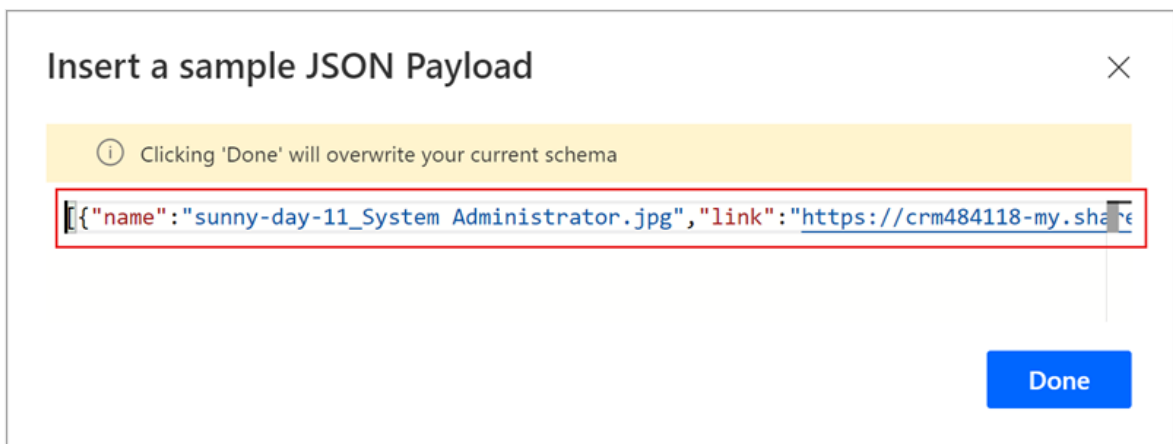 Insert a sample JSON Payload
Clicking 'Done' will overwrite your current schema
[{"name":"sunny-day-11_System Administrator.jpg","link":"https://crm484118-my.share
Done